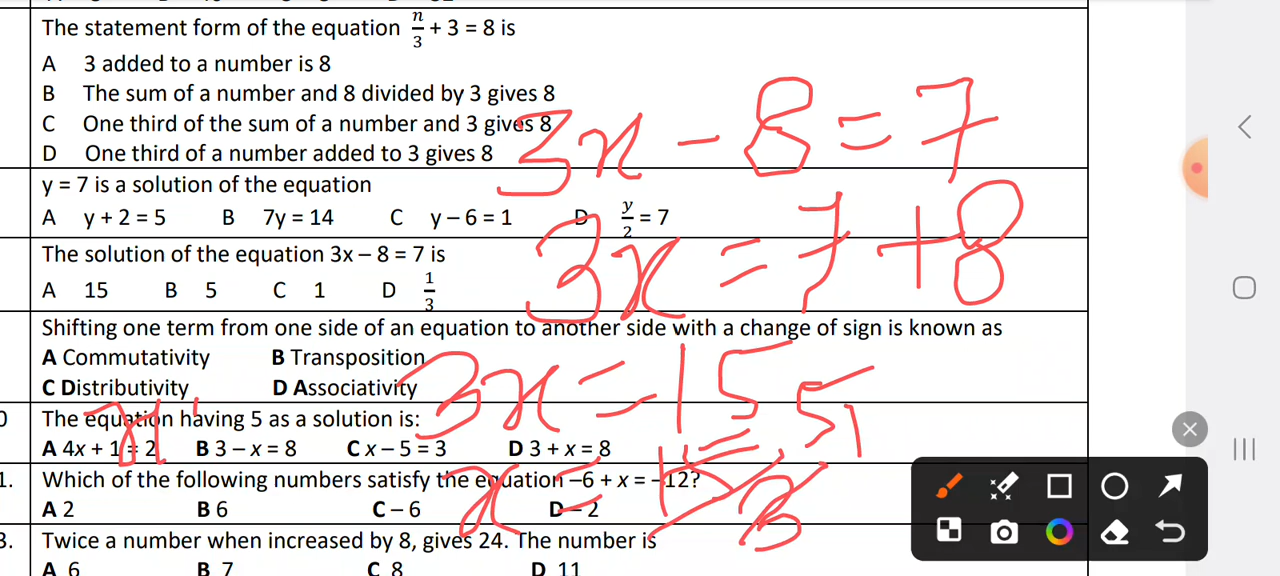 The statement form of the equation n/3 + 3 = 8 is
A 3 added to a number is 8
B The sum of a number and 8 divided by 3 gives 8
C One third of the sum of a number and 3 gives 8
D One third of a number added to 3 gives 8
3x - 8 = 7
y = 7 is a solution of the equation
A y + 2 = 5 B 7y = 14 C y – 6 = 1 D y/2 = 7
3x = 7 + 8
The solution of the equation 3x – 8 = 7 is
A 15 B 5 C 1 D 1/3
Shifting one term from one side of an equation to another side with a change of sign is known as
A Commutativity B Transposition
C Distributivity D Associativity
3x = 15
0 The equation having 5 as a solution is:
A 4x + 1 = 2 B 3 – x = 8 C x – 5 = 3 D 3 + x = 8
1. Which of the following numbers satisfy the equation –6 + x = –12?
A 2 B 6 C – 6 D – 2
x = 15/3
3. Twice a number when increased by 8, gives 24. The number is
A 6 B 7 C 8 D 11